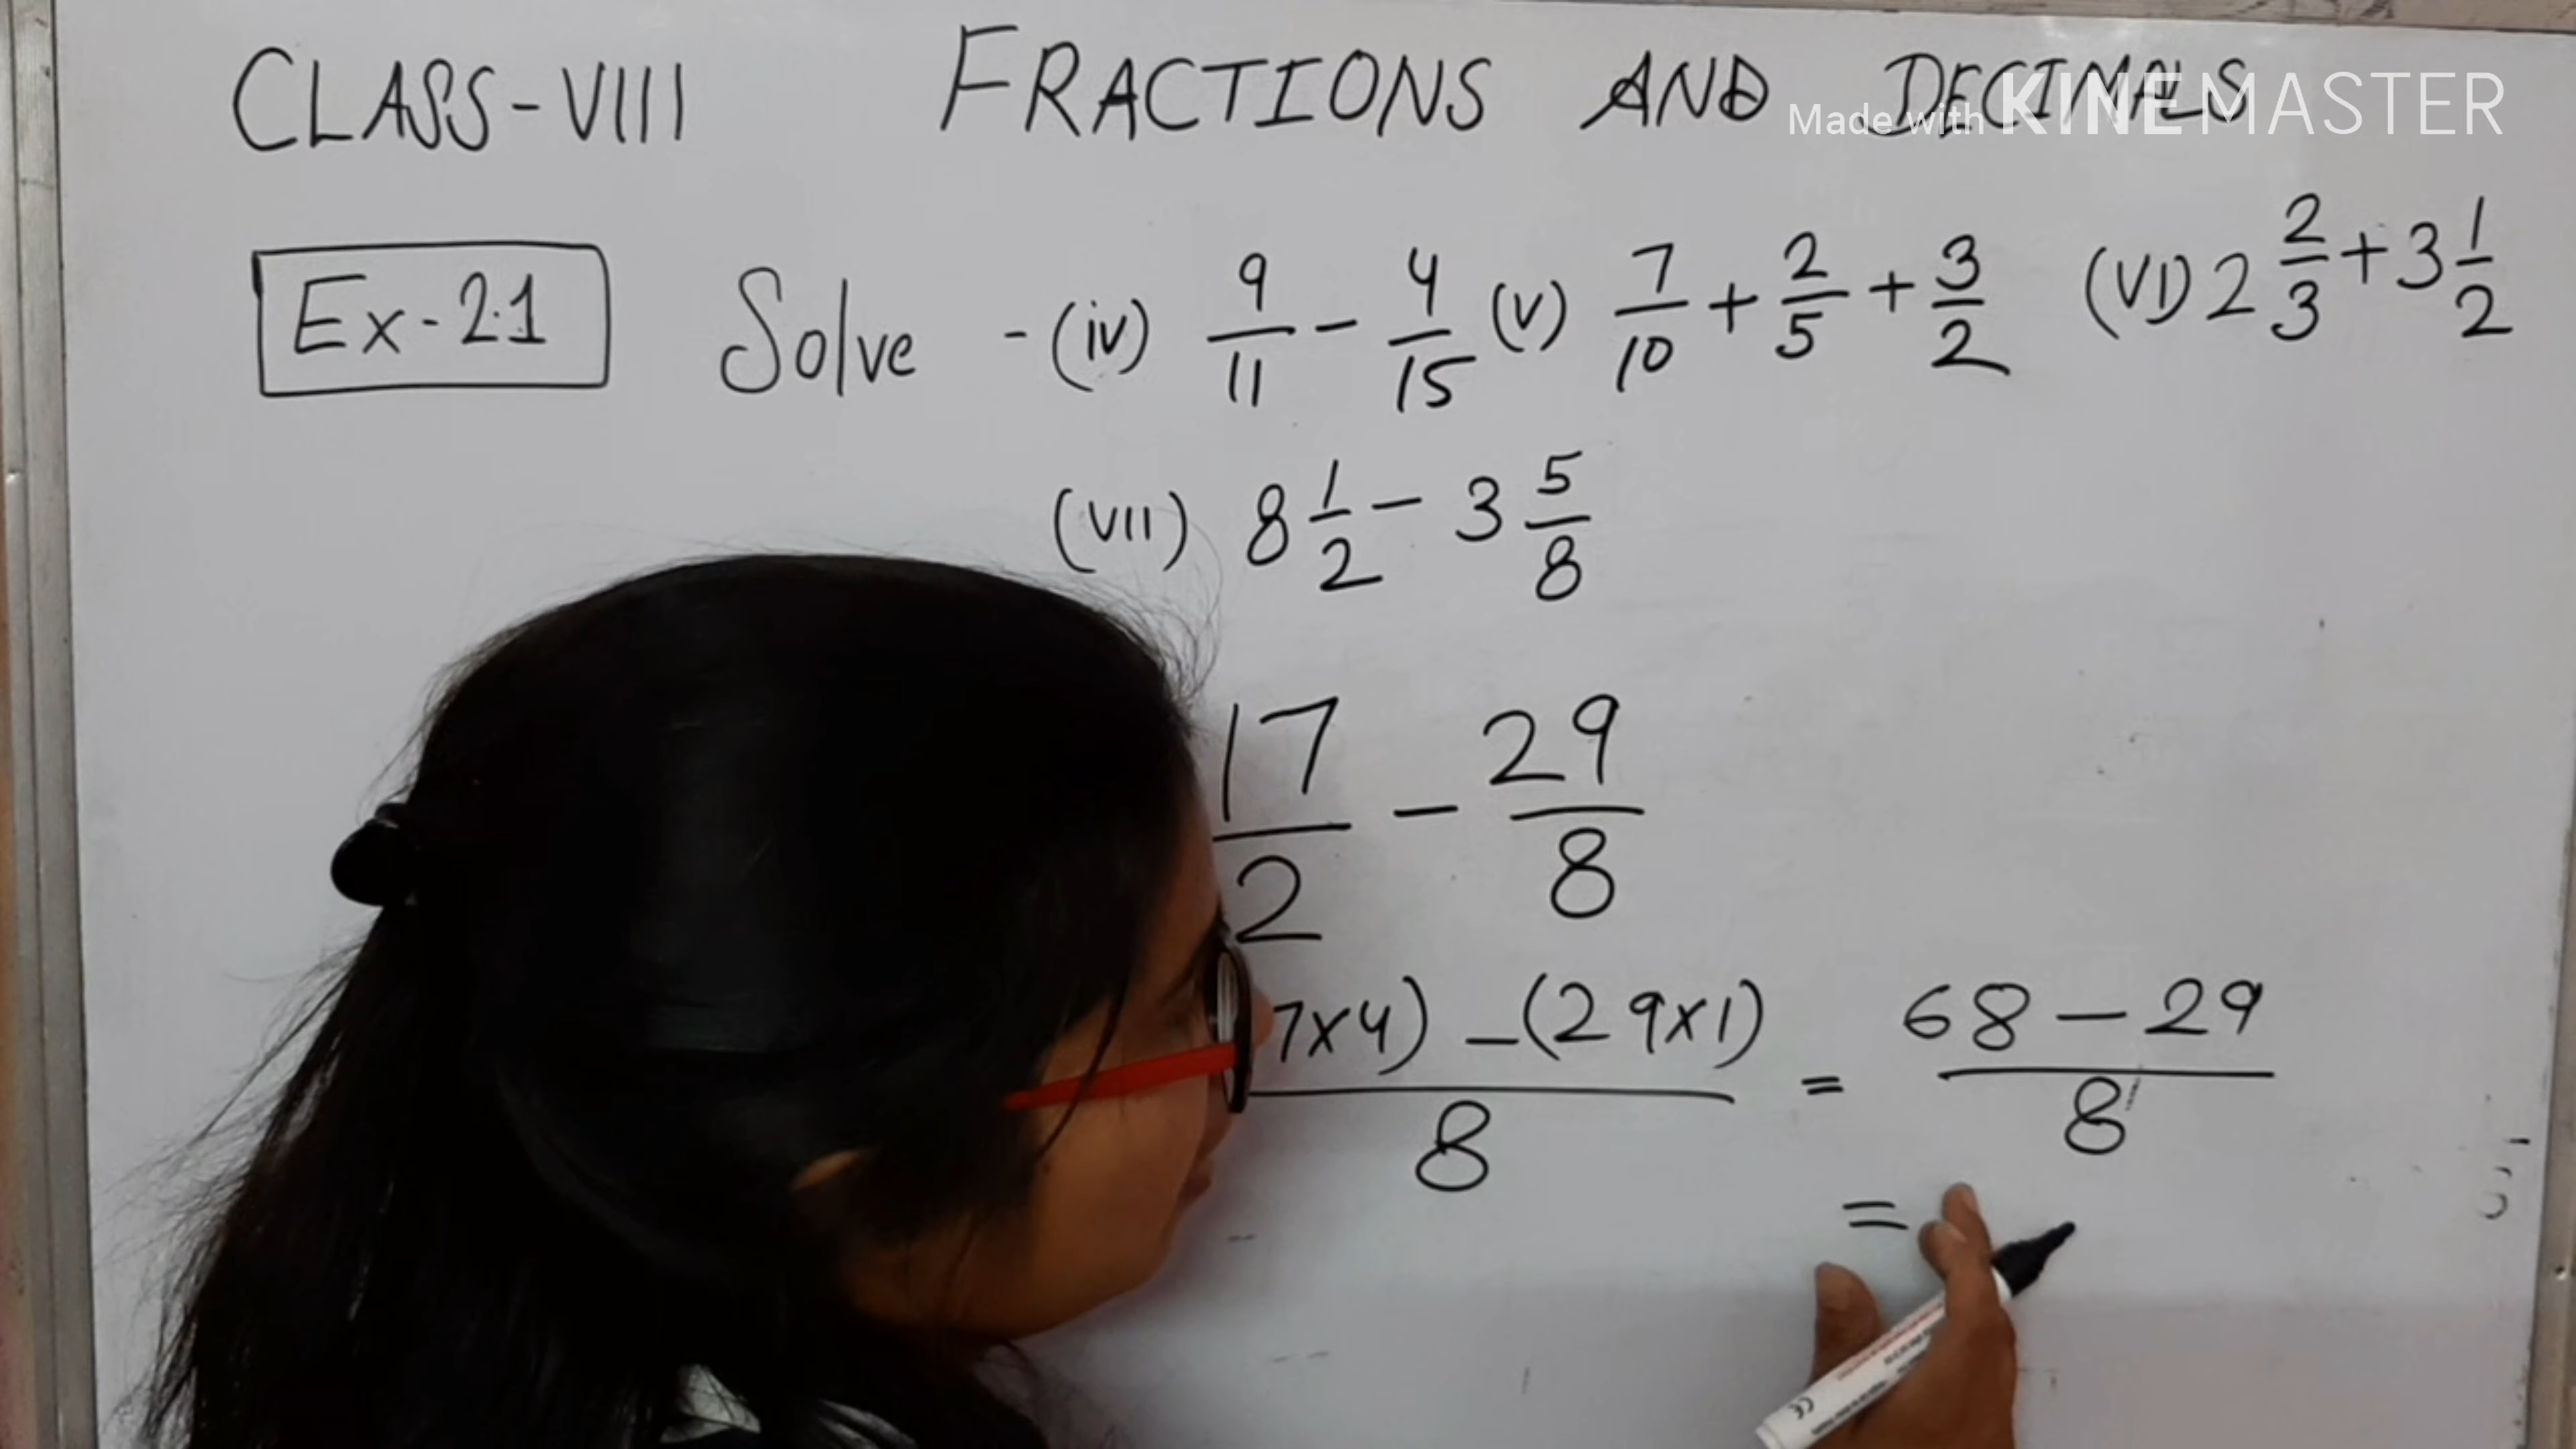 CLASS-VIII FRACTIONS AND DECIMALS
Made with KINEMASTER
Ex-2.1 Solve - (iv) 9/11 - 4/15 (v) 7/10 + 2/5 + 3/2 (VI) 2 2/3 + 3 1/2
(VII) 8 1/2 - 3 5/8
17/2 - 29/8
7x4) - (29x1) / 8 = 68 - 29 / 8
=